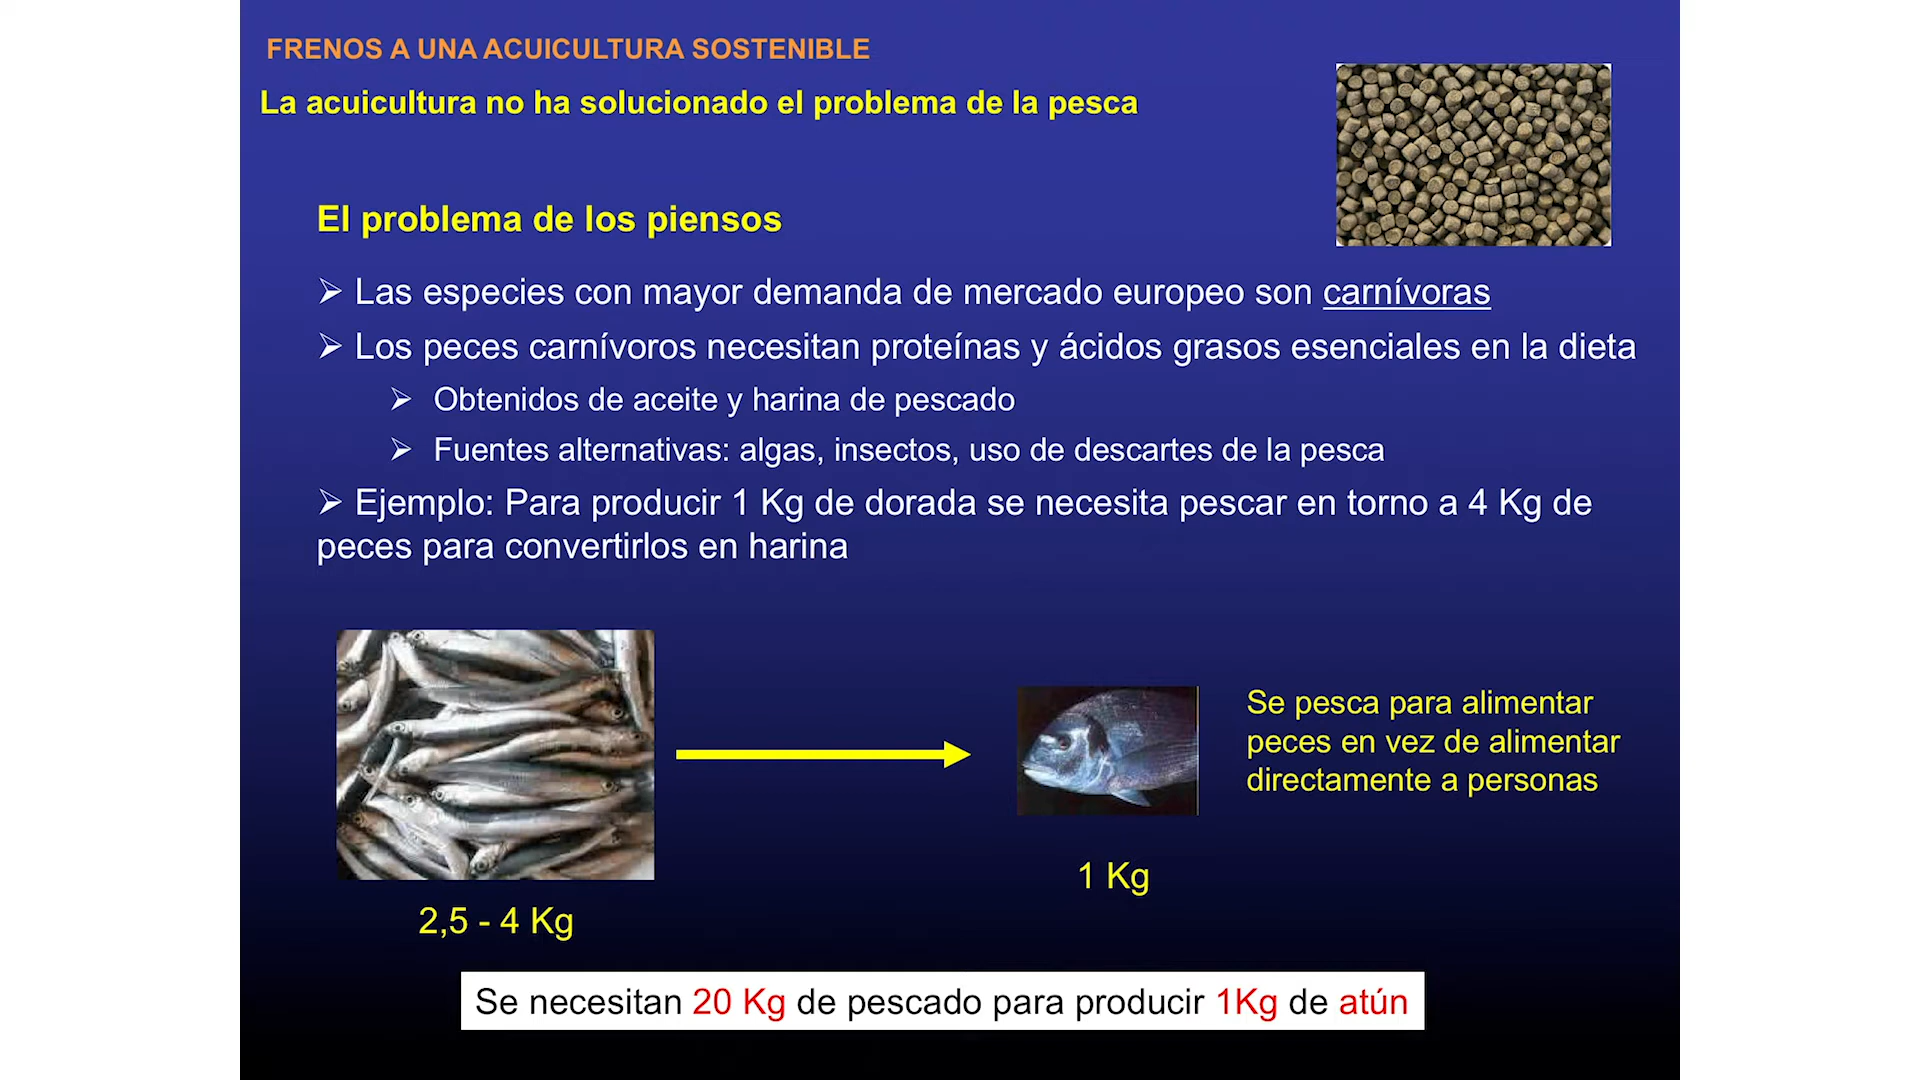 FRENOS A UNA ACUICULTURA SOSTENIBLE
La acuicultura no ha solucionado el problema de la pesca
El problema de los piensos
➢ Las especies con mayor demanda de mercado europeo son carnívoras
➢ Los peces carnívoros necesitan proteínas y ácidos grasos esenciales en la dieta
➢ Obtenidos de aceite y harina de pescado
➢ Fuentes alternativas: algas, insectos, uso de descartes de la pesca
➢ Ejemplo: Para producir 1 Kg de dorada se necesita pescar en torno a 4 Kg de
peces para convertirlos en harina
Se pesca para alimentar
peces en vez de alimentar
directamente a personas
1 Kg
2,5 - 4 Kg
Se necesitan 20 Kg de pescado para producir 1Kg de atún